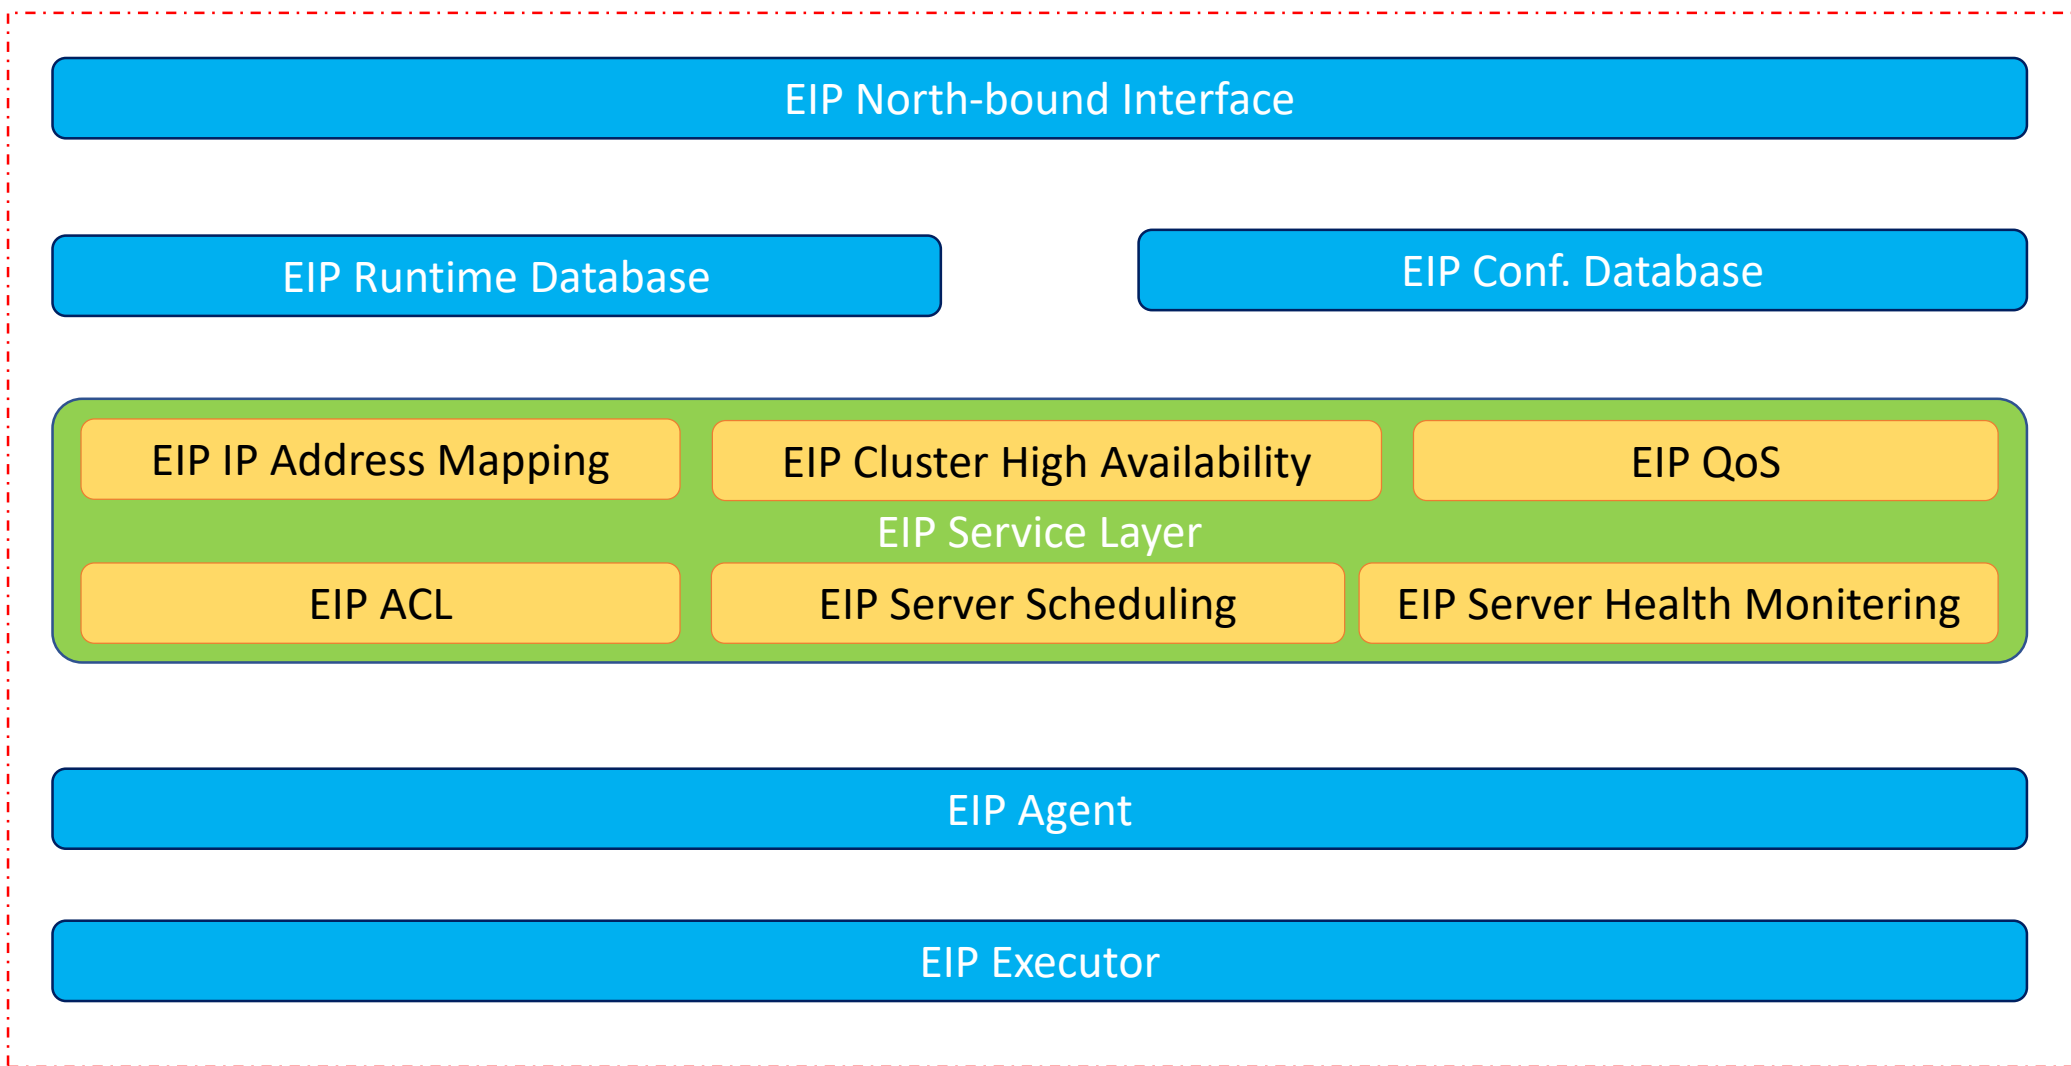 EIP North-bound Interface
EIP Runtime Database
EIP Conf. Database
EIP IP Address Mapping
EIP Cluster High Availability
EIP QoS
EIP Service Layer
EIP ACL
EIP Server Scheduling
EIP Server Health Monitering
EIP Agent
EIP Executor